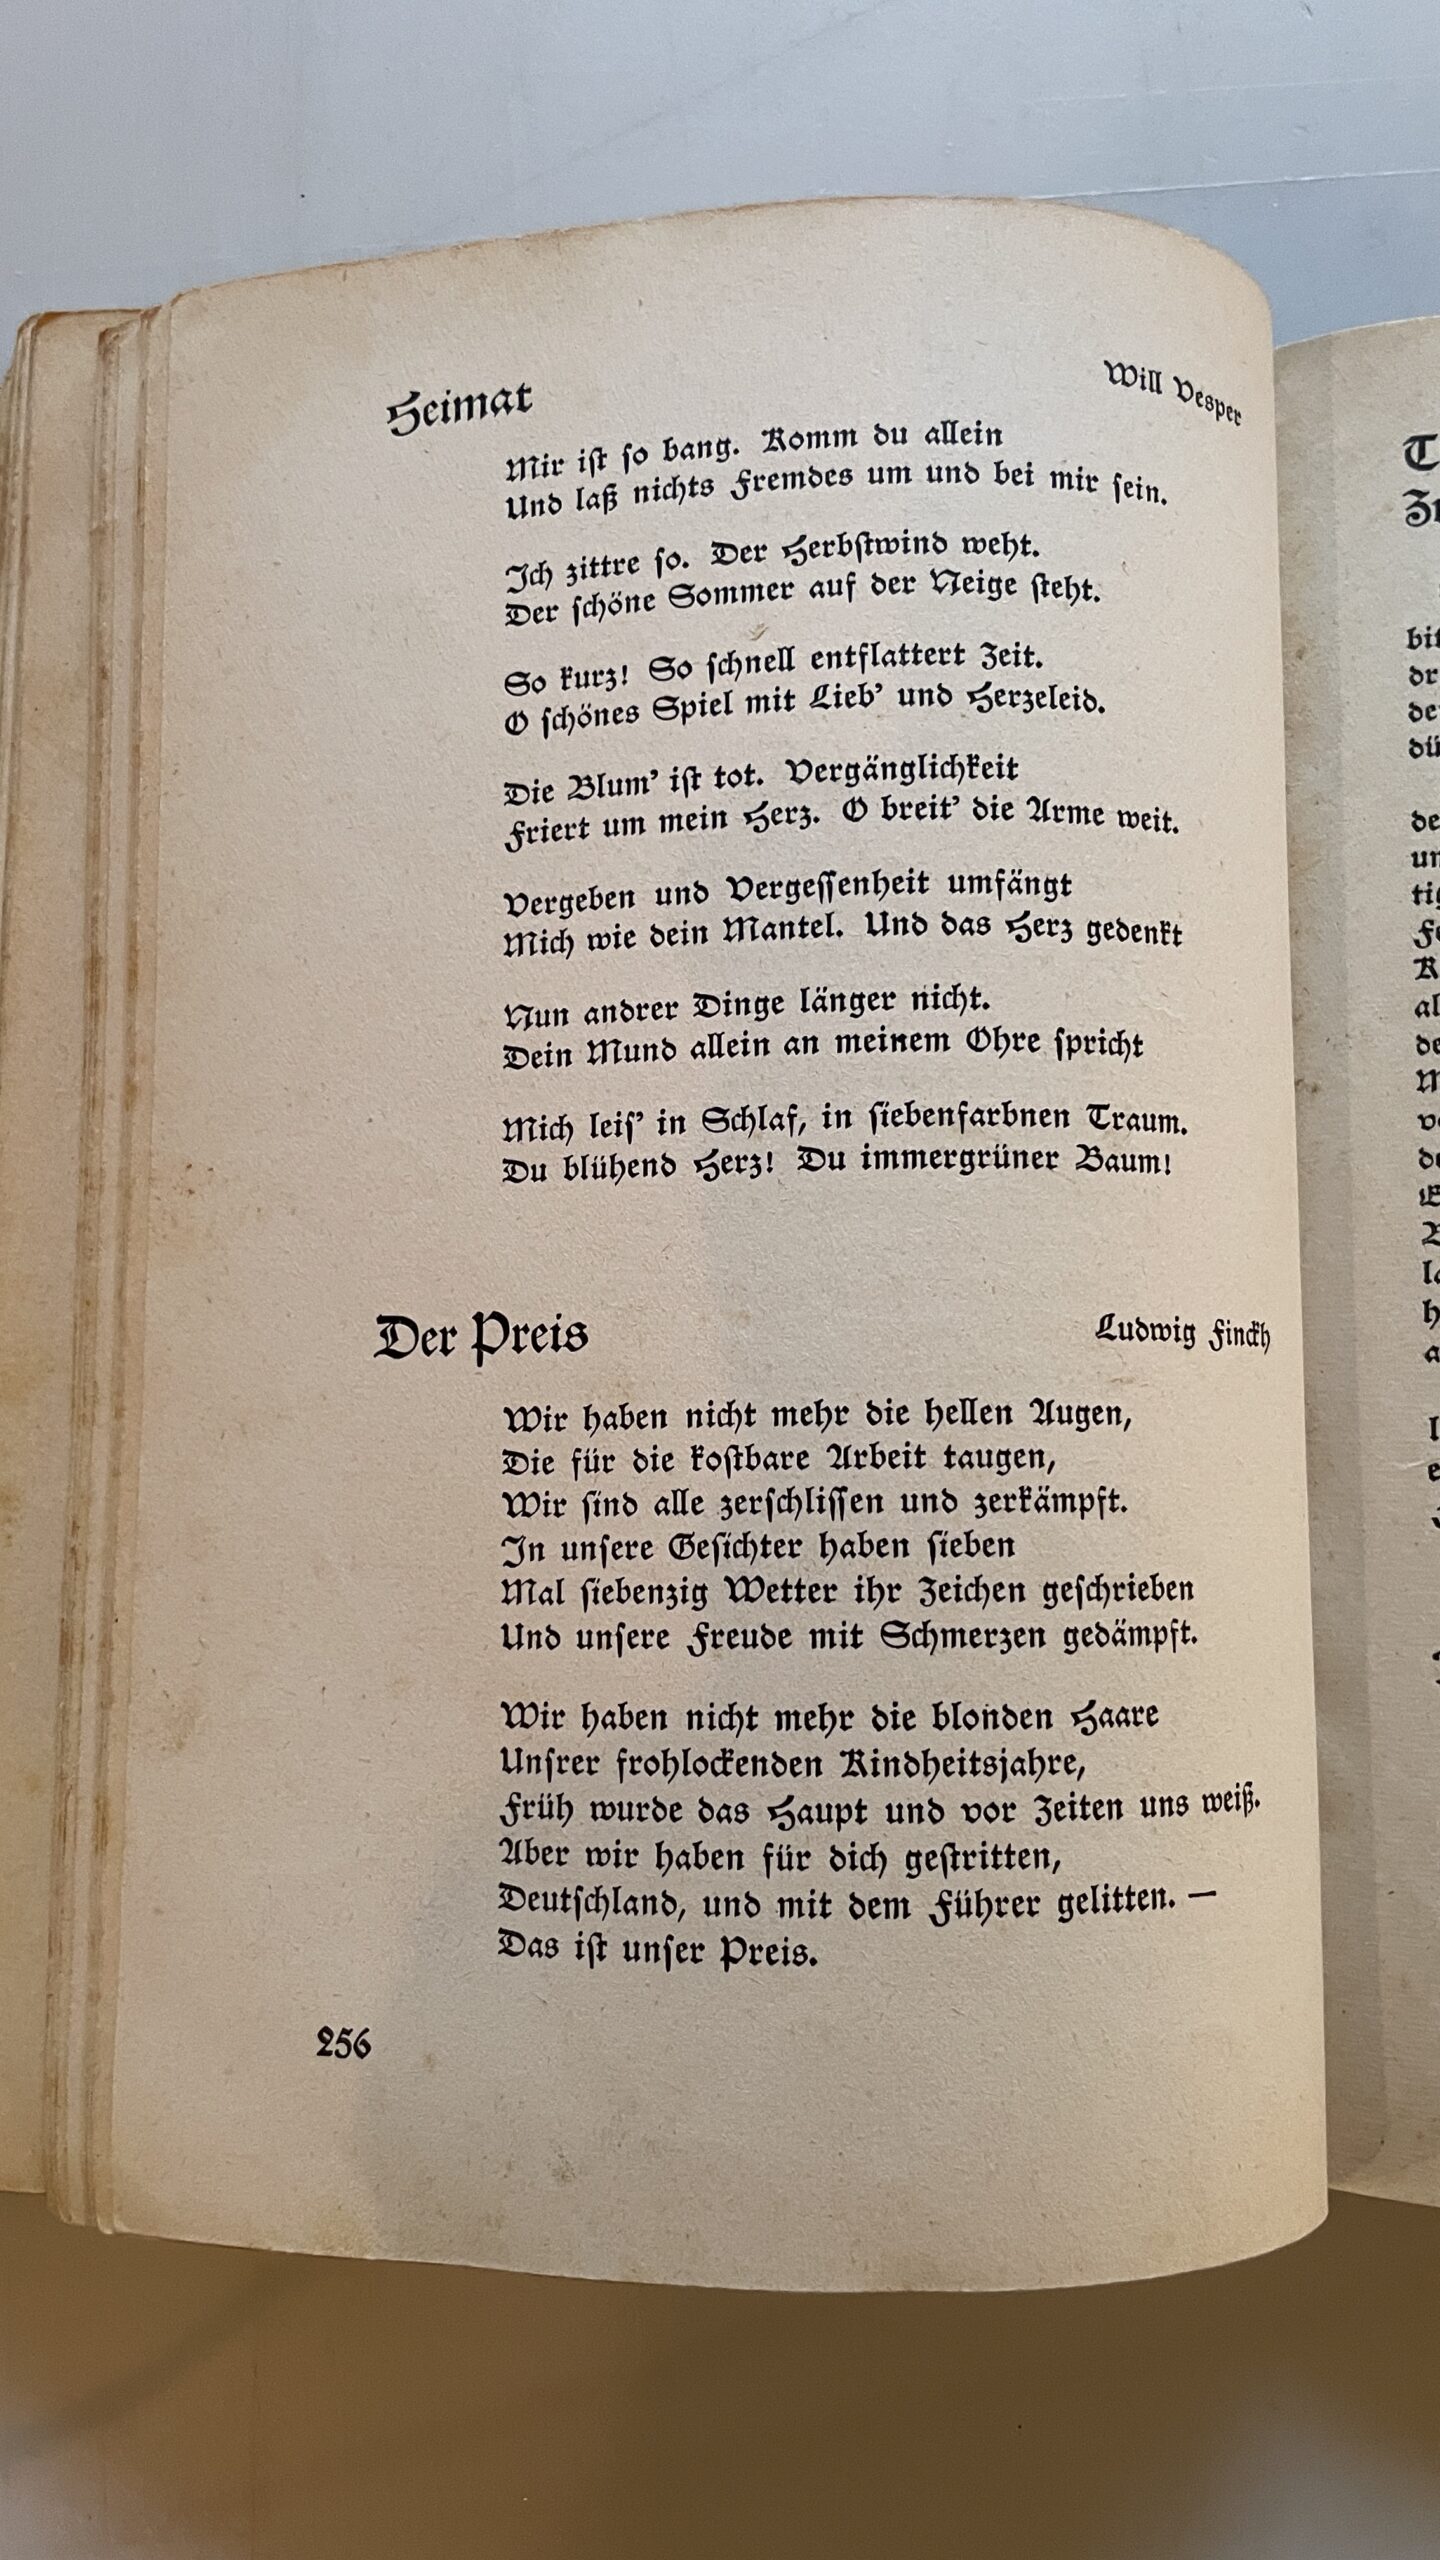 Heimat
Will Vesper
Mir ist so bang. Komm du allein
Und laß nichts Fremdes um und bei mir sein.
Ich zittre so. Der Herbstwind weht.
Der schöne Sommer auf der Neige steht.
So kurz! So schnell entflattert Zeit.
O schönes Spiel mit Lieb' und Herzeleid.
Die Blum' ist tot. Vergänglichkeit
Friert um mein Herz. O breit' die Arme weit.
Vergeben und Vergessenheit umfängt
Mich wie dein Mantel. Und das Herz gedenkt
Nun andrer Dinge länger nicht.
Dein Mund allein an meinem Ohre spricht
Mich leis' in Schlaf, in siebenfarbnen Traum.
Du blühend Herz! Du immergrüner Baum!
Der Preis
Ludwig Finckh
Wir haben nicht mehr die hellen Augen,
Die für die kostbare Arbeit taugen,
Wir sind alle zerschlissen und zerkämpft.
In unsere Gesichter haben sieben
Mal siebenzig Wetter ihr Zeichen geschrieben
Und unsere Freude mit Schmerzen gedämpft.
Wir haben nicht mehr die blonden Haare
Unsrer frohlockenden Kindheitsjahre,
Früh wurde das Haupt und vor Zeiten uns weiß.
Aber wir haben für dich gestritten,
Deutschland, und mit dem Führer gelitten. —
Das ist unser Preis.
256